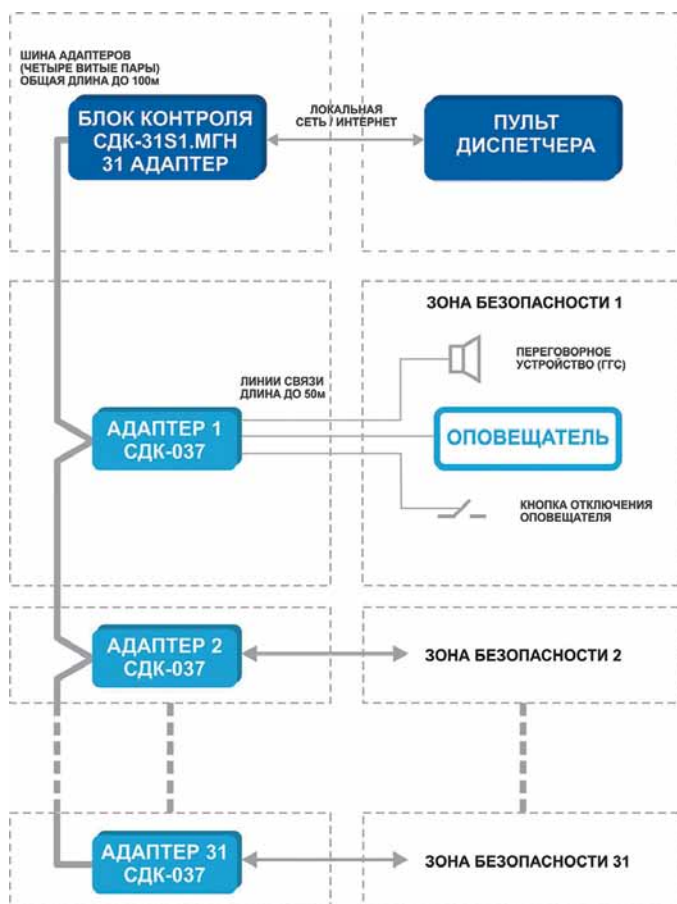 ШИНА АДАПТЕРОВ
(ЧЕТЫРЕ ВИТЫЕ ПАРЫ)
ОБЩАЯ ДЛИНА ДО 100м
БЛОК КОНТРОЛЯ
СДК-31S1.МГН
31 АДАПТЕР
ЛОКАЛЬНАЯ
СЕТЬ / ИНТЕРНЕТ
ПУЛЬТ
ДИСПЕТЧЕРА
ЗОНА БЕЗОПАСНОСТИ 1
ПЕРЕГОВОРНОЕ
УСТРОЙСТВО (ГГС)
ЛИНИИ СВЯЗИ
ДЛИНА ДО 50м
АДАПТЕР 1
СДК-037
ОПОВЕЩАТЕЛЬ
КНОПКА ОТКЛЮЧЕНИЯ
ОПОВЕЩАТЕЛЯ
АДАПТЕР 2
СДК-037
ЗОНА БЕЗОПАСНОСТИ 2
АДАПТЕР 31
СДК-037
ЗОНА БЕЗОПАСНОСТИ 31